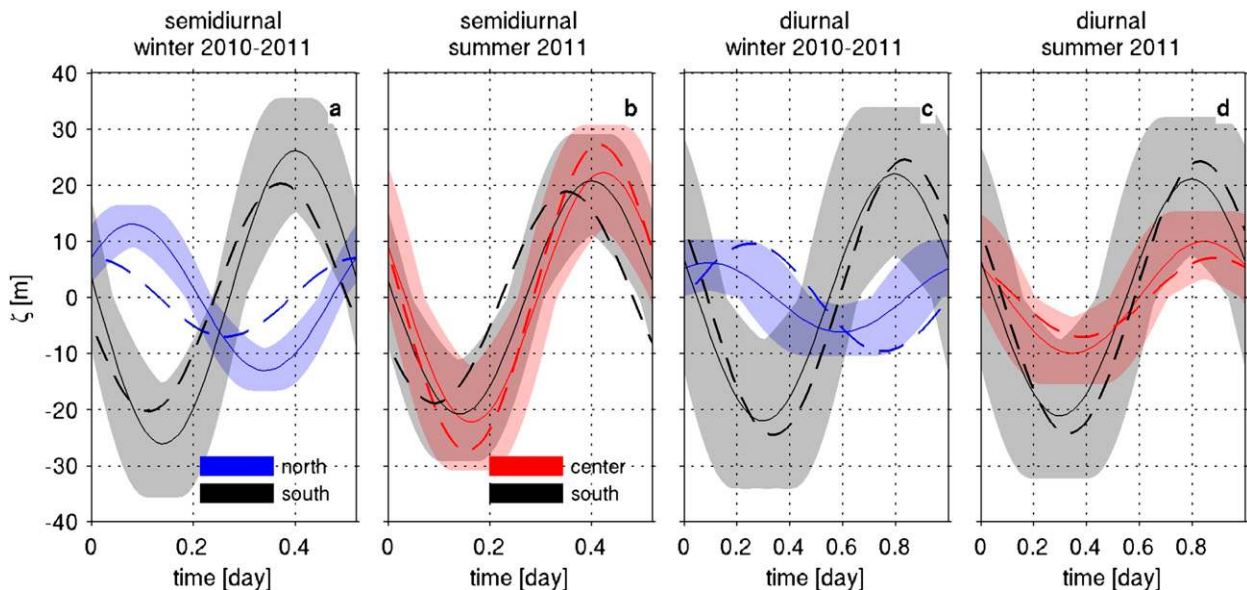 semidiurnal
winter 2010-2011
semidiurnal
summer 2011
diurnal
winter 2010-2011
diurnal
summer 2011
40
30
20
10
0
-10
-20
-30
-40
ζ [m]
a
b
c
d
north
south
center
south
0 0.2 0.4
0 0.2 0.4
0 0.2 0.4 0.6 0.8
0 0.2 0.4 0.6 0.8
time [day]
time [day]
time [day]
time [day]